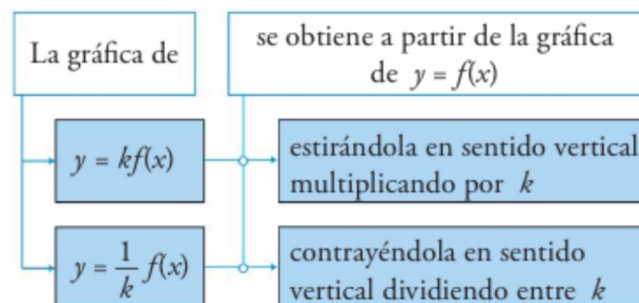 La gráfica de
se obtiene a partir de la gráfica
de y = f(x)
y = kf(x)
estirándola en sentido vertical
multiplicando por k
y = 1/k f(x)
contrayéndola en sentido
vertical dividiendo entre k